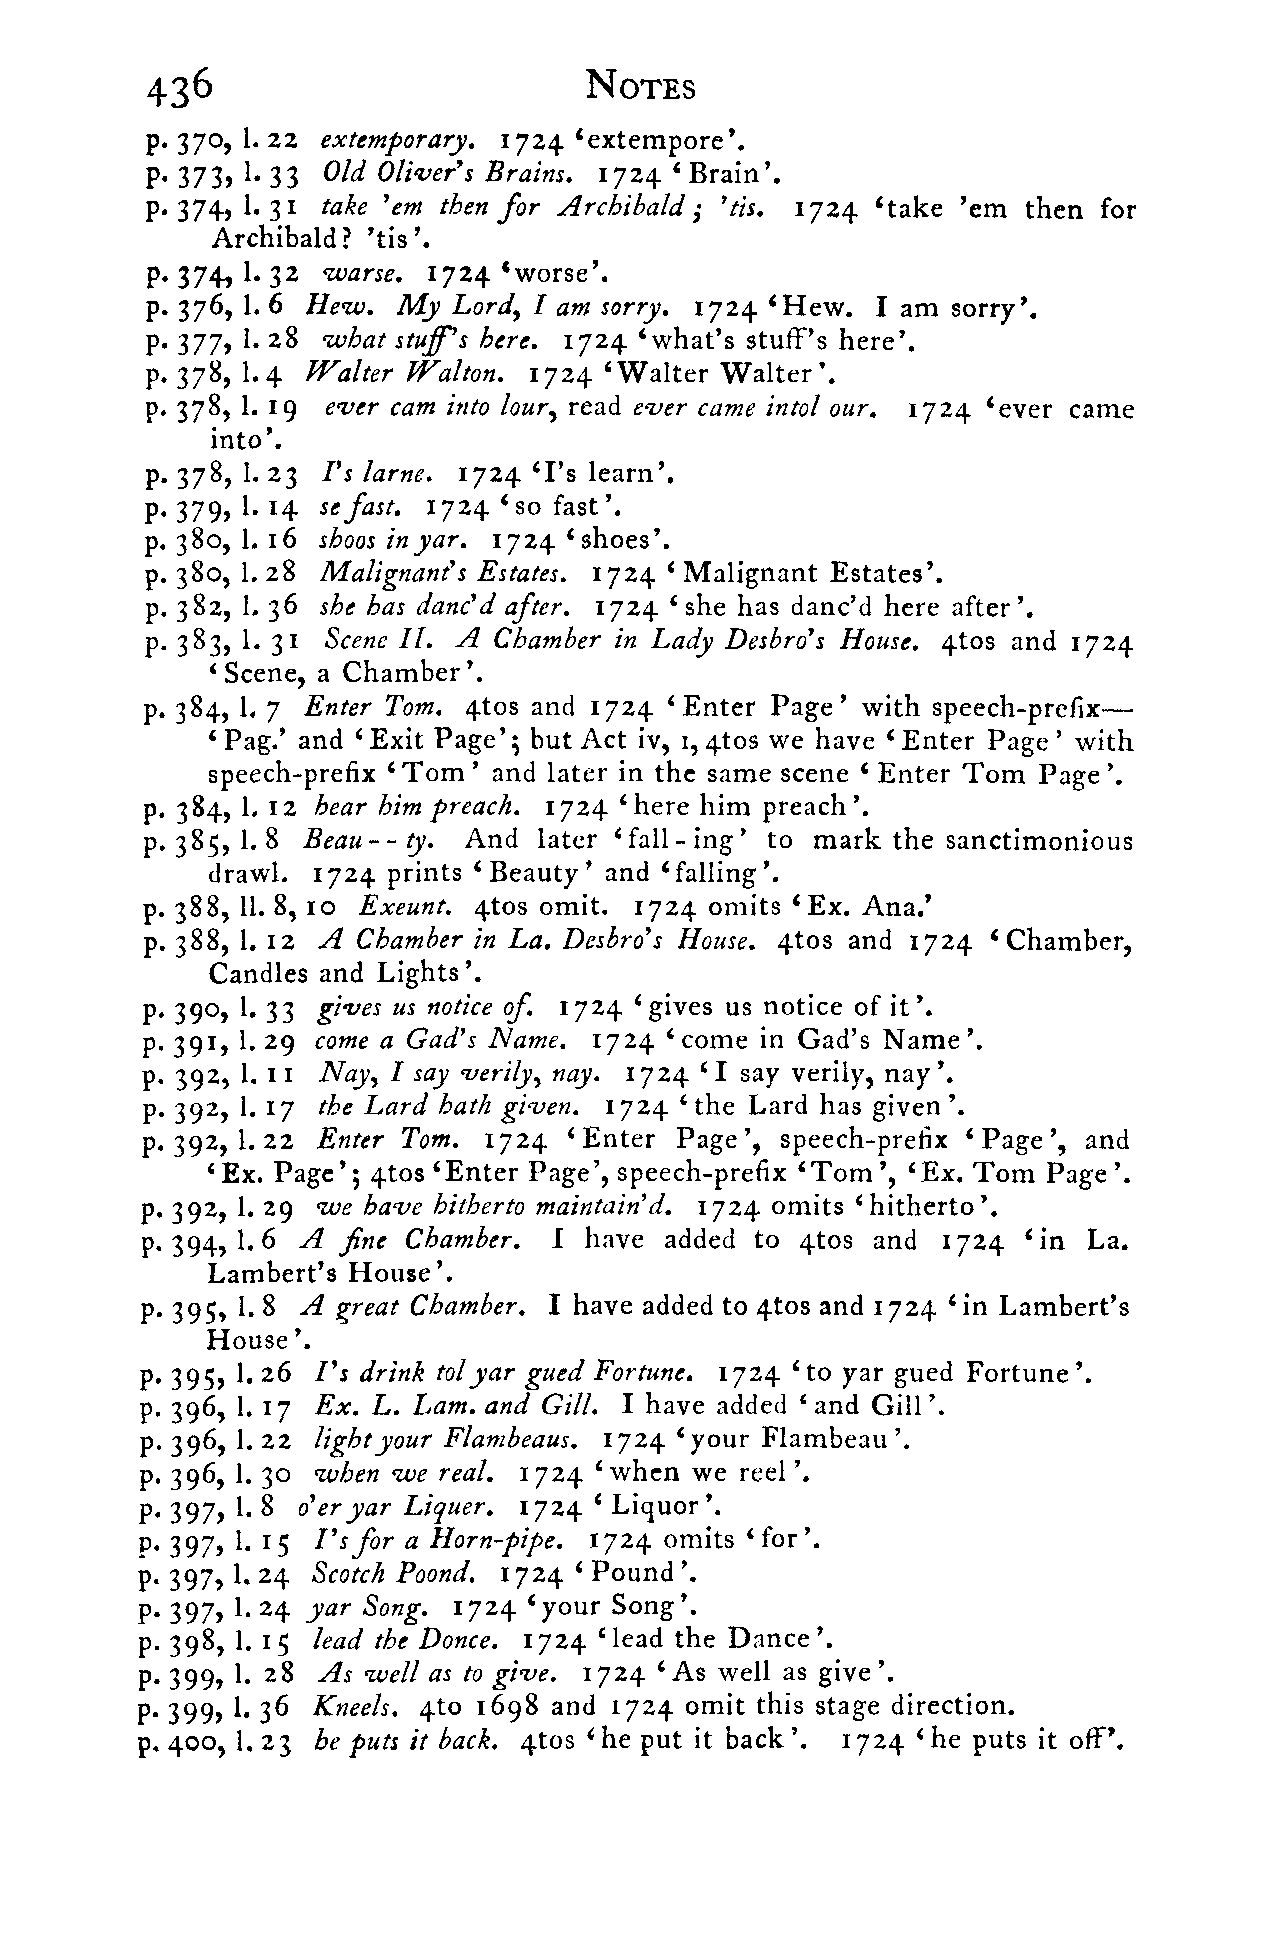 436 NOTES
p. 370, l. 22 extemporary. 1724 ‘extempore’.
p. 373, l. 33 Old Oliver’s Brains. 1724 ‘Brain’.
p. 374, l. 31 take ’em then for Archibald; ’tis. 1724 ‘take ’em then for
Archibald? ’tis’.
p. 374, l. 32 warse. 1724 ‘worse’.
p. 376, l. 6 Hew. My Lord, I am sorry. 1724 ‘Hew. I am sorry’.
p. 377, l. 28 what stuff’s here. 1724 ‘what’s stuff’s here’.
p. 378, l. 4 Walter Walton. 1724 ‘Walter Walter’.
p. 378, l. 19 ever cam into lour, read ever came intol our. 1724 ‘ever came
into’.
p. 378, l. 23 I’s larne. 1724 ‘I’s learn’.
p. 379, l. 14 se fast. 1724 ‘so fast’.
p. 380, l. 16 shoos in yar. 1724 ‘shoes’.
p. 380, l. 28 Malignant’s Estates. 1724 ‘Malignant Estates’.
p. 382, l. 36 she has danc’d after. 1724 ‘she has danc’d here after’.
p. 383, l. 31 Scene II. A Chamber in Lady Desbro’s House. 4tos and 1724
‘Scene, a Chamber’.
p. 384, l. 7 Enter Tom. 4tos and 1724 ‘Enter Page’ with speech-prefix—
‘Pag.’ and ‘Exit Page’; but Act iv, 1, 4tos we have ‘Enter Page’ with
speech-prefix ‘Tom’ and later in the same scene ‘Enter Tom Page’.
p. 384, l. 12 hear him preach. 1724 ‘here him preach’.
p. 385, l. 8 Beau - - ty. And later ‘fall - ing’ to mark the sanctimonious
drawl. 1724 prints ‘Beauty’ and ‘falling’.
p. 388, ll. 8, 10 Exeunt. 4tos omit. 1724 omits ‘Ex. Ana.’
p. 388, l. 12 A Chamber in La. Desbro’s House. 4tos and 1724 ‘Chamber,
Candles and Lights’.
p. 390, l. 33 gives us notice of. 1724 ‘gives us notice of it’.
p. 391, l. 29 come a Gad’s Name. 1724 ‘come in Gad’s Name’.
p. 392, l. 11 Nay, I say verily, nay. 1724 ‘I say verily, nay’.
p. 392, l. 17 the Lard hath given. 1724 ‘the Lard has given’.
p. 392, l. 22 Enter Tom. 1724 ‘Enter Page’, speech-prefix ‘Page’, and
‘Ex. Page’; 4tos ‘Enter Page’, speech-prefix ‘Tom’, ‘Ex. Tom Page’.
p. 392, l. 29 we have hitherto maintain’d. 1724 omits ‘hitherto’.
p. 394, l. 6 A fine Chamber. I have added to 4tos and 1724 ‘in La.
Lambert’s House’.
p. 395, l. 8 A great Chamber. I have added to 4tos and 1724 ‘in Lambert’s
House’.
p. 395, l. 26 I’s drink tol yar gued Fortune. 1724 ‘to yar gued Fortune’.
p. 396, l. 17 Ex. L. Lam. and Gill. I have added ‘and Gill’.
p. 396, l. 22 light your Flambeaus. 1724 ‘your Flambeau’.
p. 396, l. 30 when we real. 1724 ‘when we reel’.
p. 397, l. 8 o’er yar Liquer. 1724 ‘Liquor’.
p. 397, l. 15 I’s for a Horn-pipe. 1724 omits ‘for’.
p. 397, l. 24 Scotch Poond. 1724 ‘Pound’.
p. 397, l. 24 yar Song. 1724 ‘your Song’.
p. 398, l. 15 lead the Donce. 1724 ‘lead the Dance’.
p. 399, l. 28 As well as to give. 1724 ‘As well as give’.
p. 399, l. 36 Kneels. 4to 1698 and 1724 omit this stage direction.
p. 400, l. 23 he puts it back. 4tos ‘he put it back’. 1724 ‘he puts it off’.